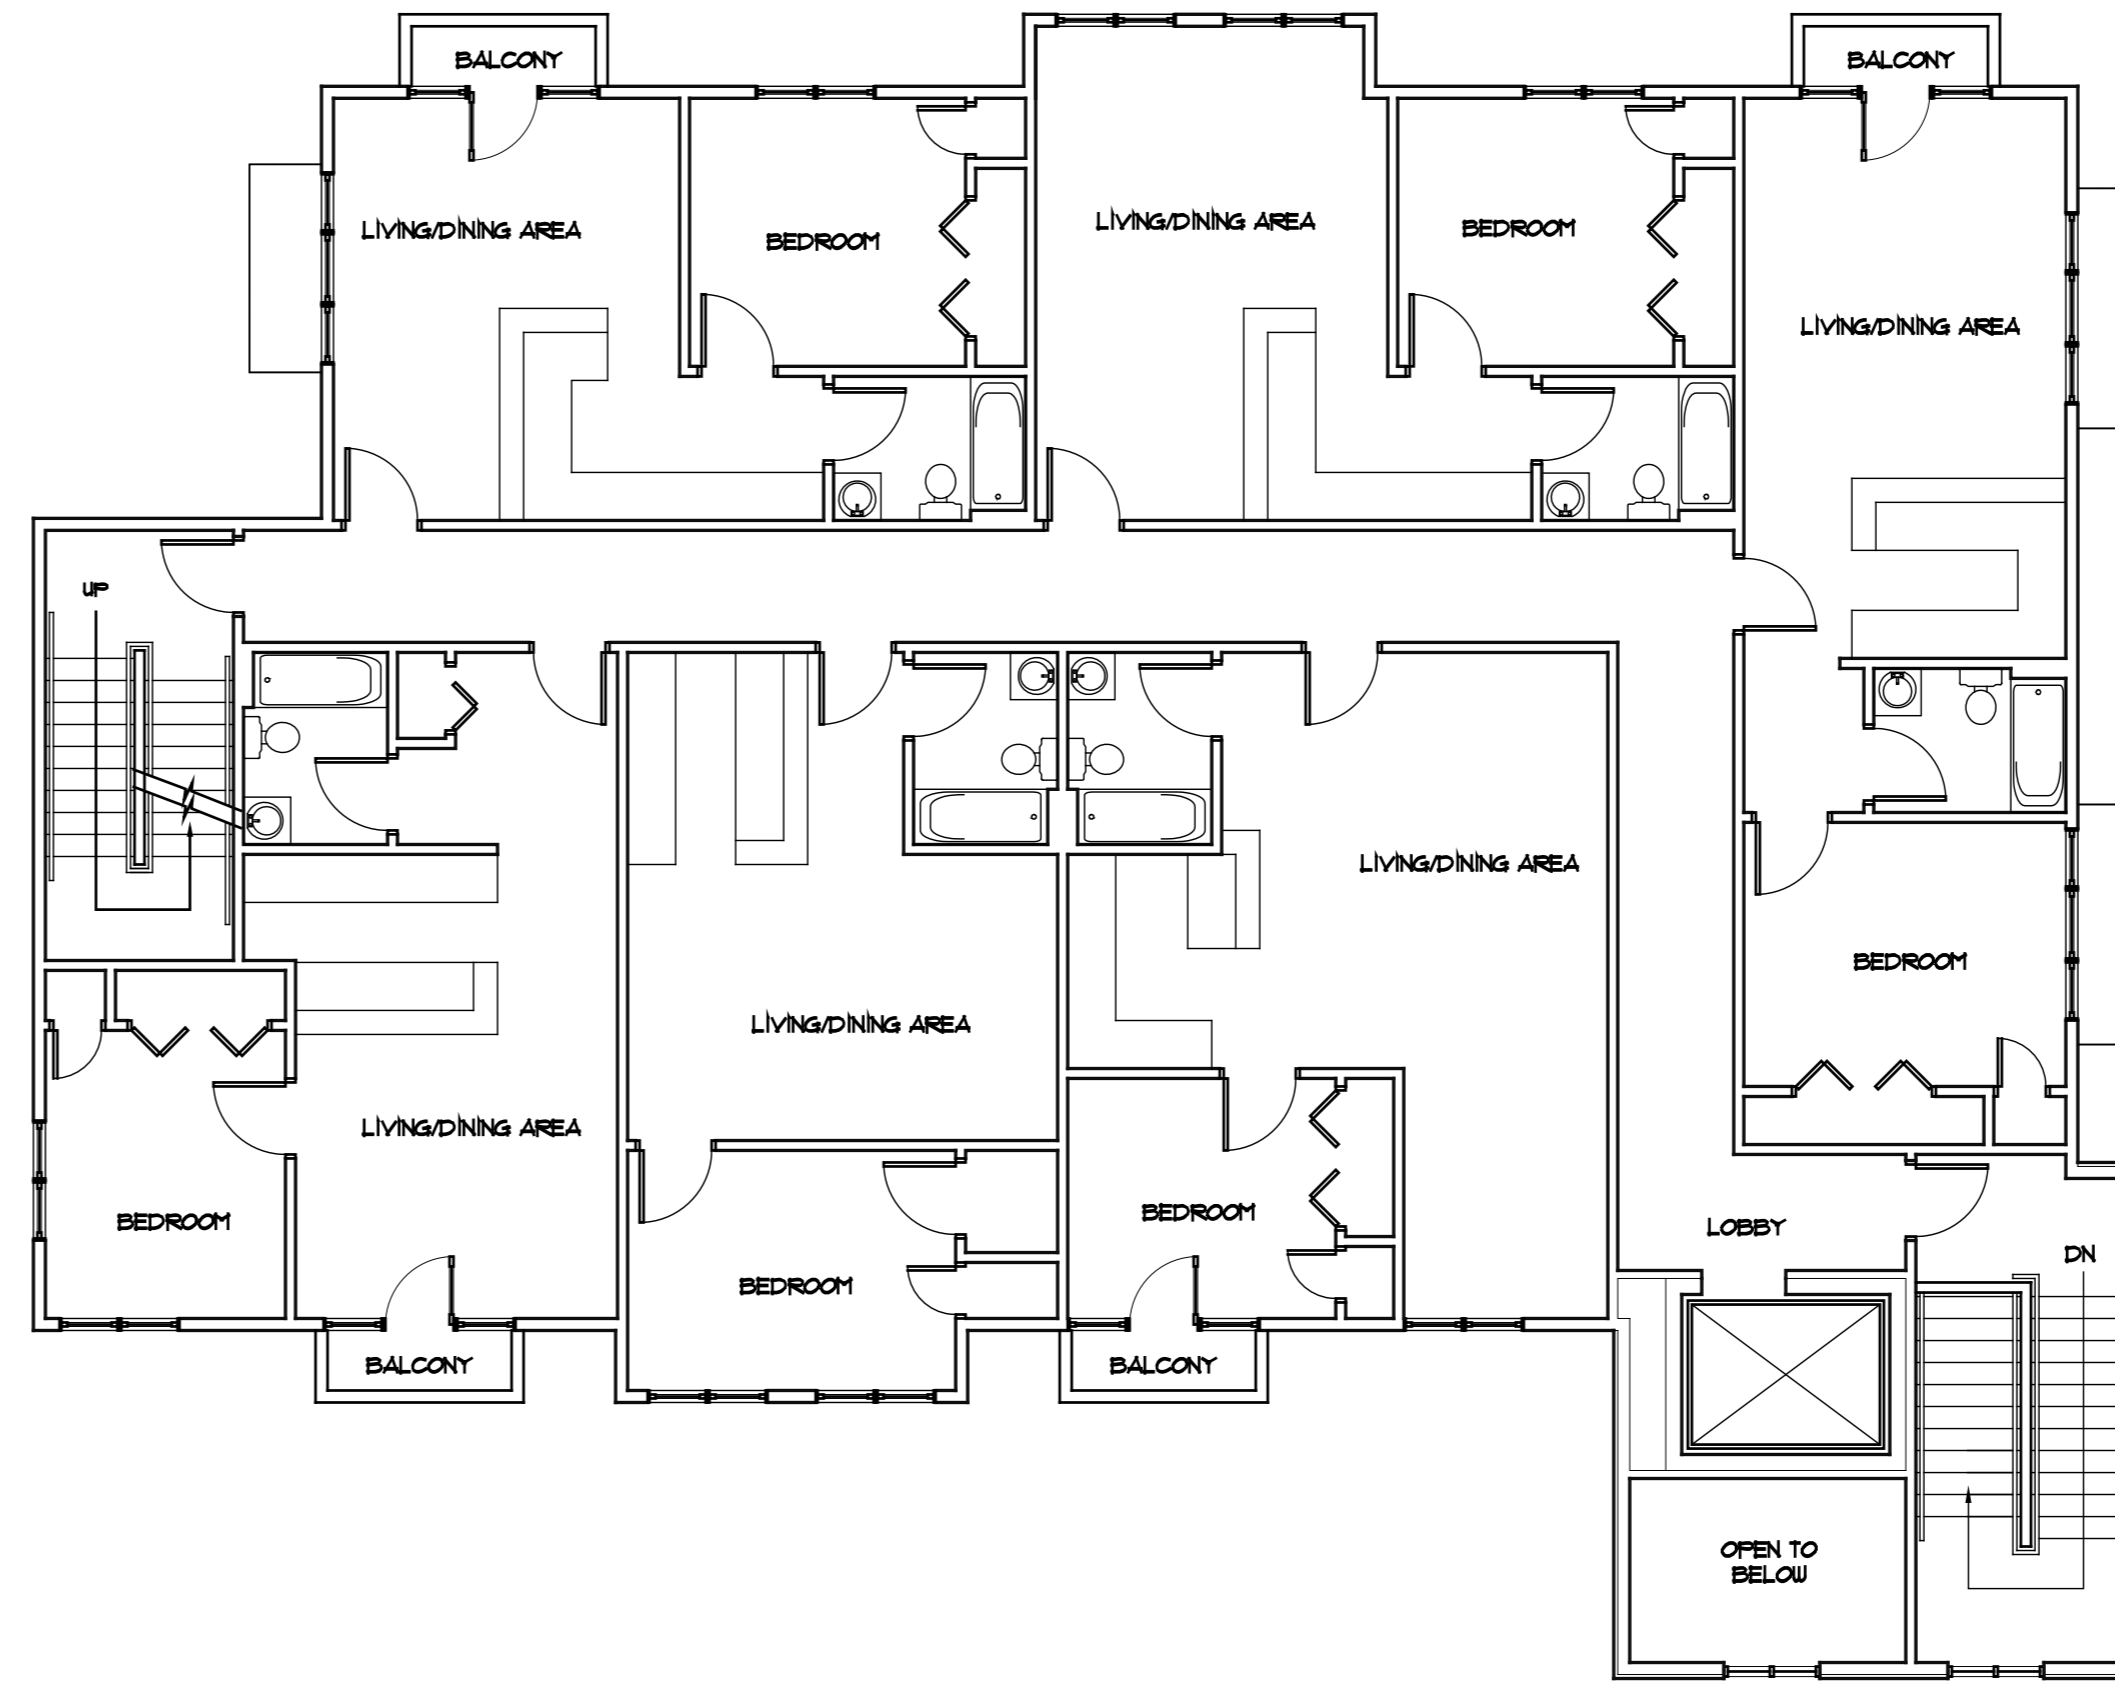 BALCONY
BALCONY
LIVING/DINING AREA
BEDROOM
LIVING/DINING AREA
BEDROOM
LIVING/DINING AREA
UP
LIVING/DINING AREA
BEDROOM
LIVING/DINING AREA
LIVING/DINING AREA
BEDROOM
BEDROOM
LOBBY
BEDROOM
DN
BEDROOM
BALCONY
BALCONY
OPEN TO
BELOW